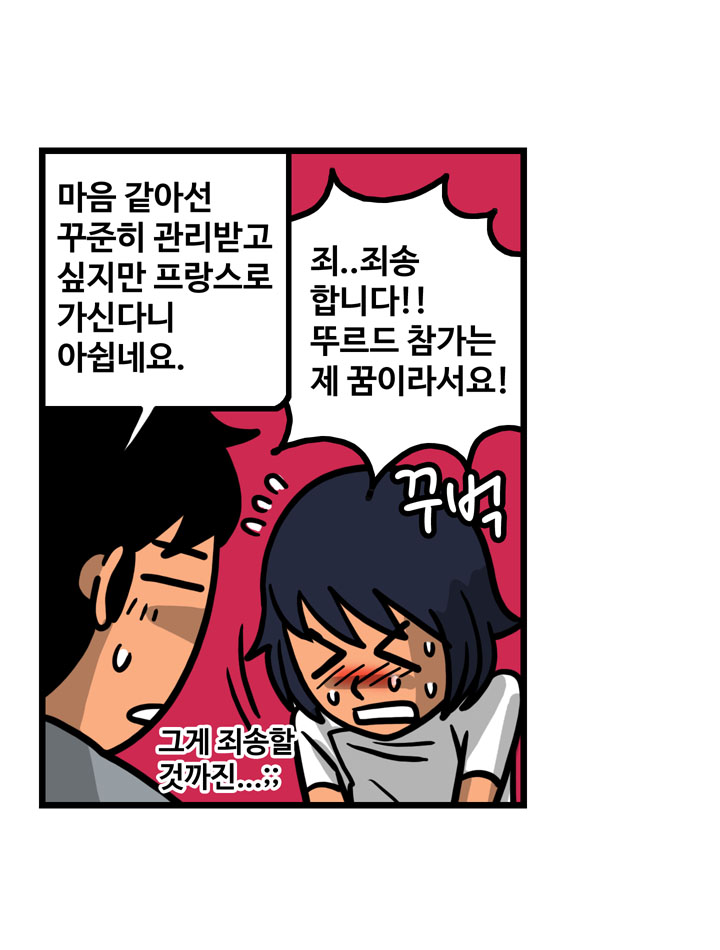 마음 같아선
꾸준히 관리받고
싶지만 프랑스로
가신다니
아쉽네요.
죄..죄송
합니다!!
뚜르드 참가는
제 꿈이라서요!
꾸벅
그게 죄송할
것까진...;;